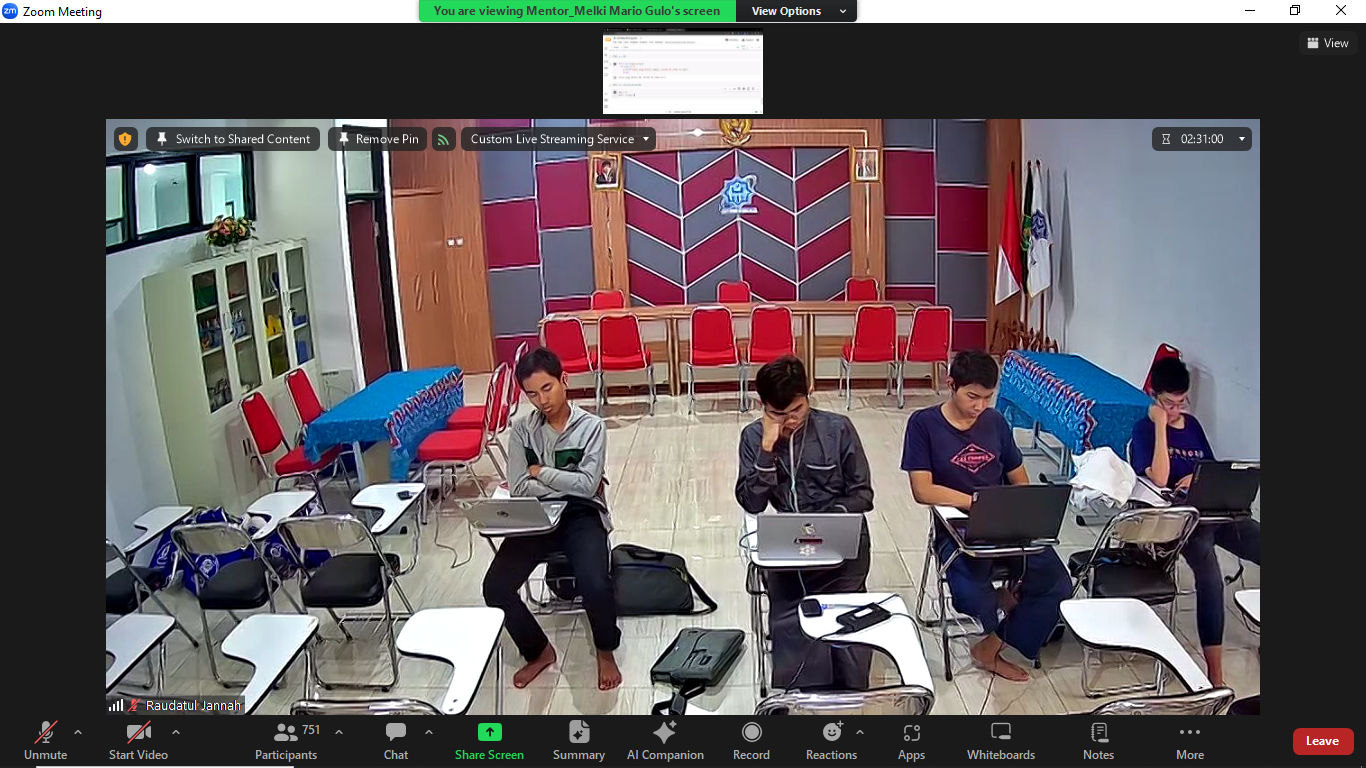 zm Zoom Meeting
You are viewing Mentor_Melki Mario Gulo's screen
View Options
View
Switch to Shared Content
Remove Pin
Custom Live Streaming Service
02:31:00
Raudatul Jannah
Unmute
Start Video
Participants 751
Chat
Share Screen
Summary
AI Companion
Record
Reactions
Apps
Whiteboards
Notes
More
Leave